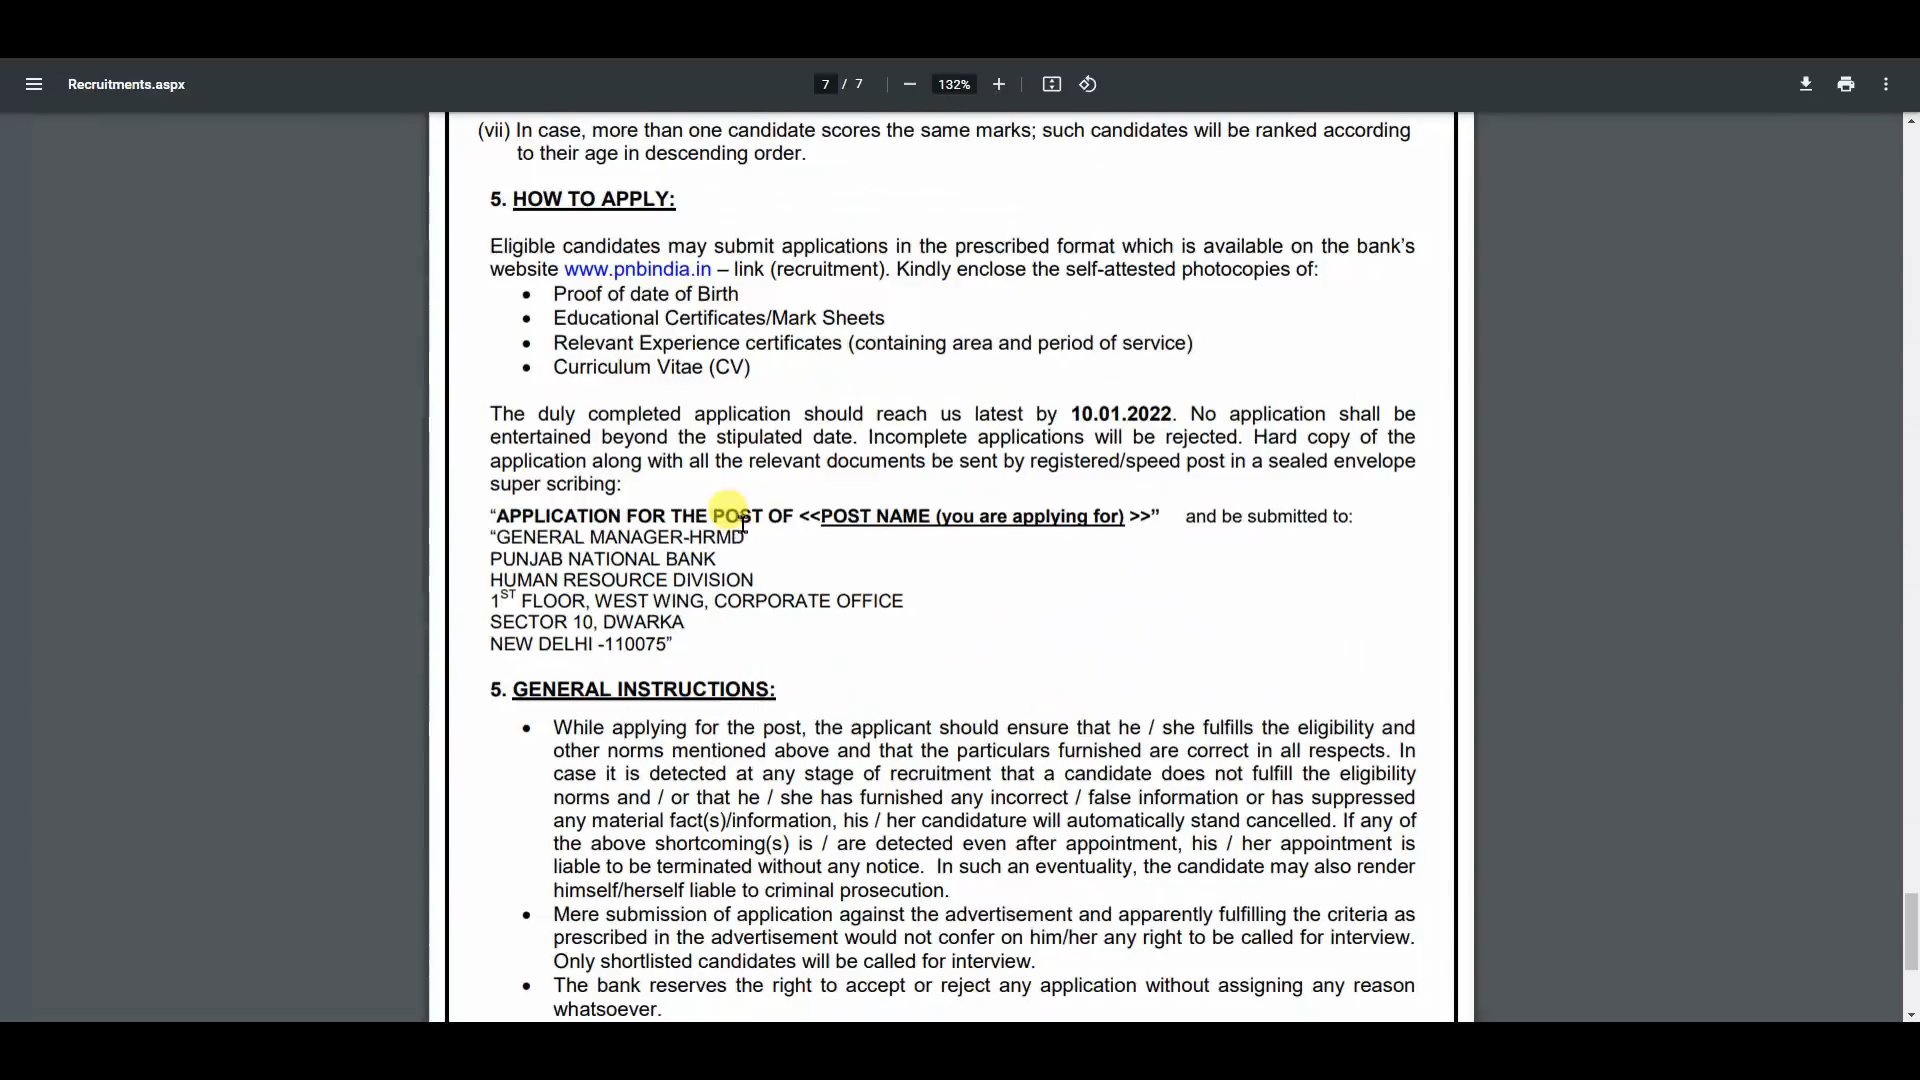 Recruitments.aspx
7 / 7
132%
(vii) In case, more than one candidate scores the same marks; such candidates will be ranked according
to their age in descending order.
5. HOW TO APPLY:
Eligible candidates may submit applications in the prescribed format which is available on the bank’s
website www.pnbindia.in – link (recruitment). Kindly enclose the self-attested photocopies of:
• Proof of date of Birth
• Educational Certificates/Mark Sheets
• Relevant Experience certificates (containing area and period of service)
• Curriculum Vitae (CV)
The duly completed application should reach us latest by 10.01.2022. No application shall be
entertained beyond the stipulated date. Incomplete applications will be rejected. Hard copy of the
application along with all the relevant documents be sent by registered/speed post in a sealed envelope
super scribing:
“APPLICATION FOR THE POST OF <<POST NAME (you are applying for) >>” and be submitted to:
“GENERAL MANAGER-HRMD”
PUNJAB NATIONAL BANK
HUMAN RESOURCE DIVISION
1ST FLOOR, WEST WING, CORPORATE OFFICE
SECTOR 10, DWARKA
NEW DELHI -110075”
5. GENERAL INSTRUCTIONS:
• While applying for the post, the applicant should ensure that he / she fulfills the eligibility and
other norms mentioned above and that the particulars furnished are correct in all respects. In
case it is detected at any stage of recruitment that a candidate does not fulfill the eligibility
norms and / or that he / she has furnished any incorrect / false information or has suppressed
any material fact(s)/information, his / her candidature will automatically stand cancelled. If any of
the above shortcoming(s) is / are detected even after appointment, his / her appointment is
liable to be terminated without any notice. In such an eventuality, the candidate may also render
himself/herself liable to criminal prosecution.
• Mere submission of application against the advertisement and apparently fulfilling the criteria as
prescribed in the advertisement would not confer on him/her any right to be called for interview.
Only shortlisted candidates will be called for interview.
• The bank reserves the right to accept or reject any application without assigning any reason
whatsoever.